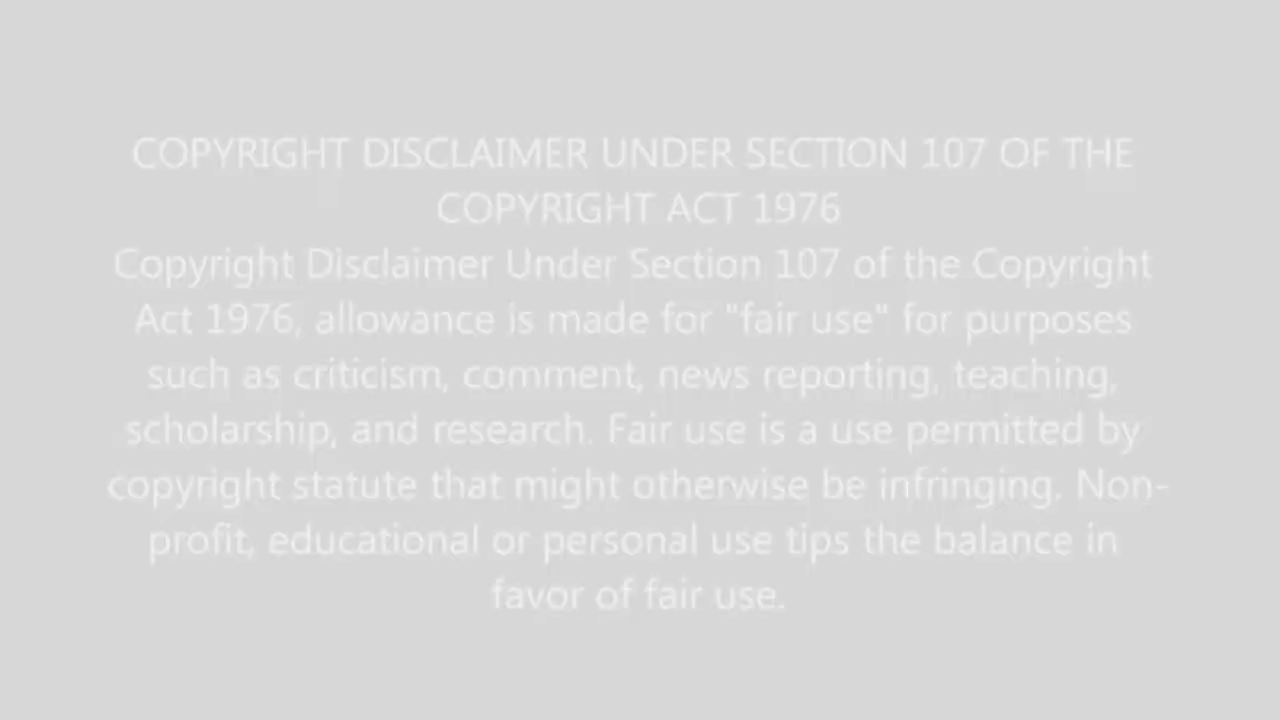 COPYRIGHT DISCLAIMER UNDER SECTION 107 OF THE
COPYRIGHT ACT 1976
Copyright Disclaimer Under Section 107 of the Copyright
Act 1976, allowance is made for "fair use" for purposes
such as criticism, comment, news reporting, teaching,
scholarship, and research. Fair use is a use permitted by
copyright statute that might otherwise be infringing. Non-
profit, educational or personal use tips the balance in
favor of fair use.